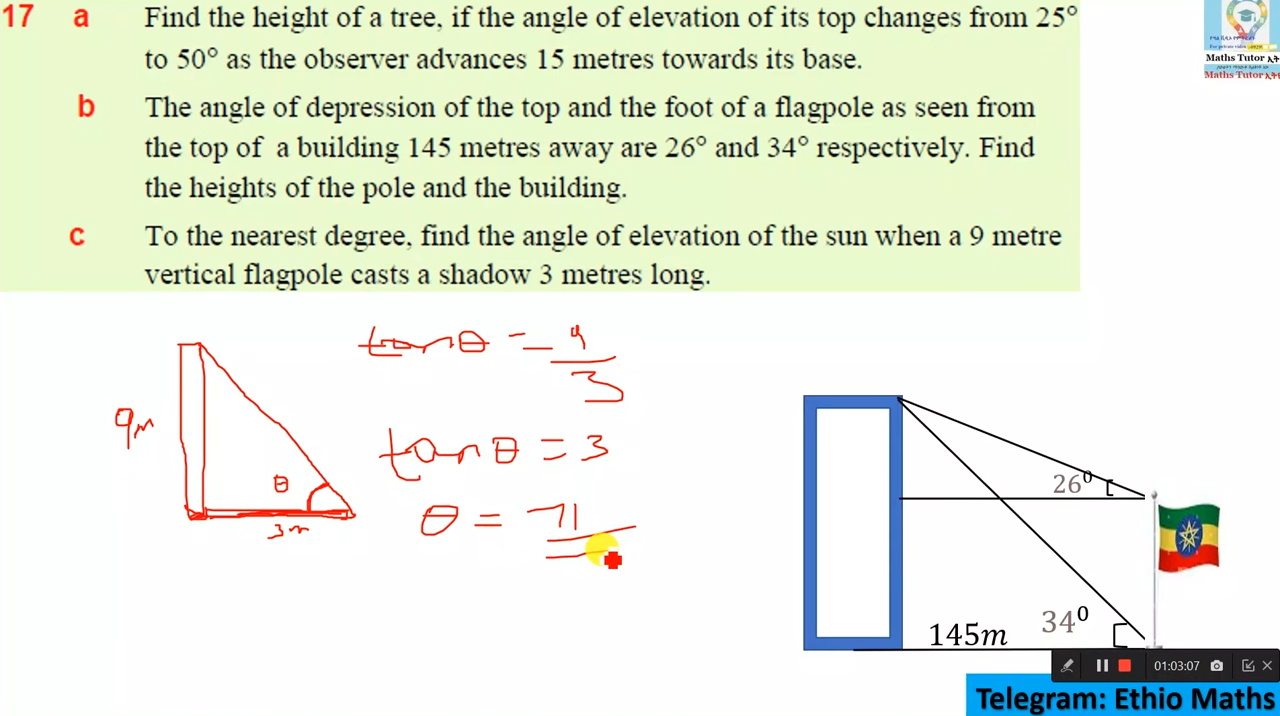 17 a Find the height of a tree, if the angle of elevation of its top changes from 25°
to 50° as the observer advances 15 metres towards its base.
b The angle of depression of the top and the foot of a flagpole as seen from
the top of a building 145 metres away are 26° and 34° respectively. Find
the heights of the pole and the building.
c To the nearest degree, find the angle of elevation of the sun when a 9 metre
vertical flagpole casts a shadow 3 metres long.
Maths Tutor
Maths Tutor
tanθ = 9/3
9m
tanθ = 3
θ
θ = 71
3m
26⁰
34⁰
145m
01:03:07
Telegram: Ethio Maths